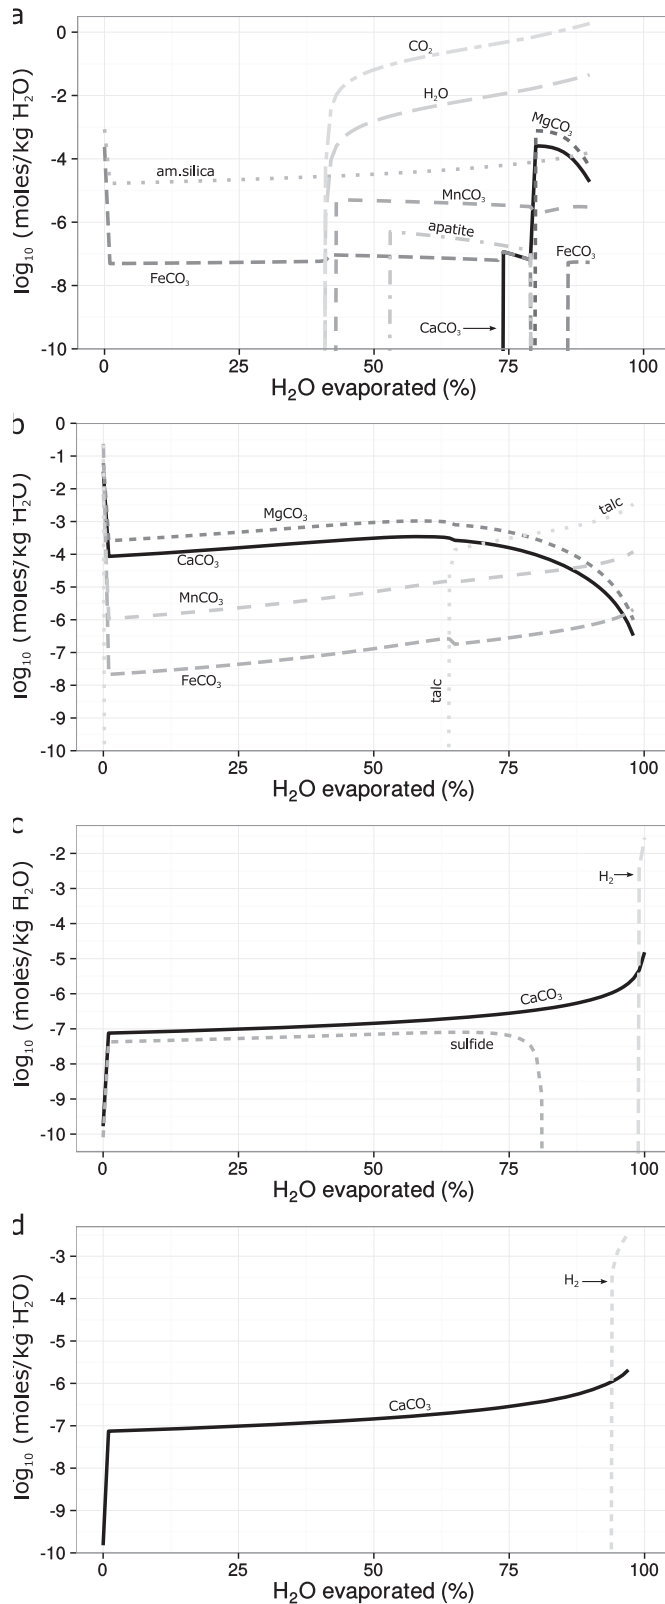 a
0
-2
-4
-6
-8
-10
log₁₀ (moles/kg H₂O)
CO₂
H₂O
MgCO₃
am.silica
MnCO₃
apatite
FeCO₃
FeCO₃
CaCO₃
0 25 50 75 100
H₂O evaporated (%)
b
0
-1
-2
-3
-4
-5
-6
-7
-8
-9
-10
log₁₀ (moles/kg H₂O)
talc
MgCO₃
CaCO₃
MnCO₃
FeCO₃
talc
0 25 50 75 100
H₂O evaporated (%)
c
-2
-3
-4
-5
-6
-7
-8
-9
-10
log₁₀ (moles/kg H₂O)
H₂
CaCO₃
sulfide
0 25 50 75 100
H₂O evaporated (%)
d
-3
-4
-5
-6
-7
-8
-9
-10
log₁₀ (moles/kg H₂O)
H₂
CaCO₃
0 25 50 75 100
H₂O evaporated (%)